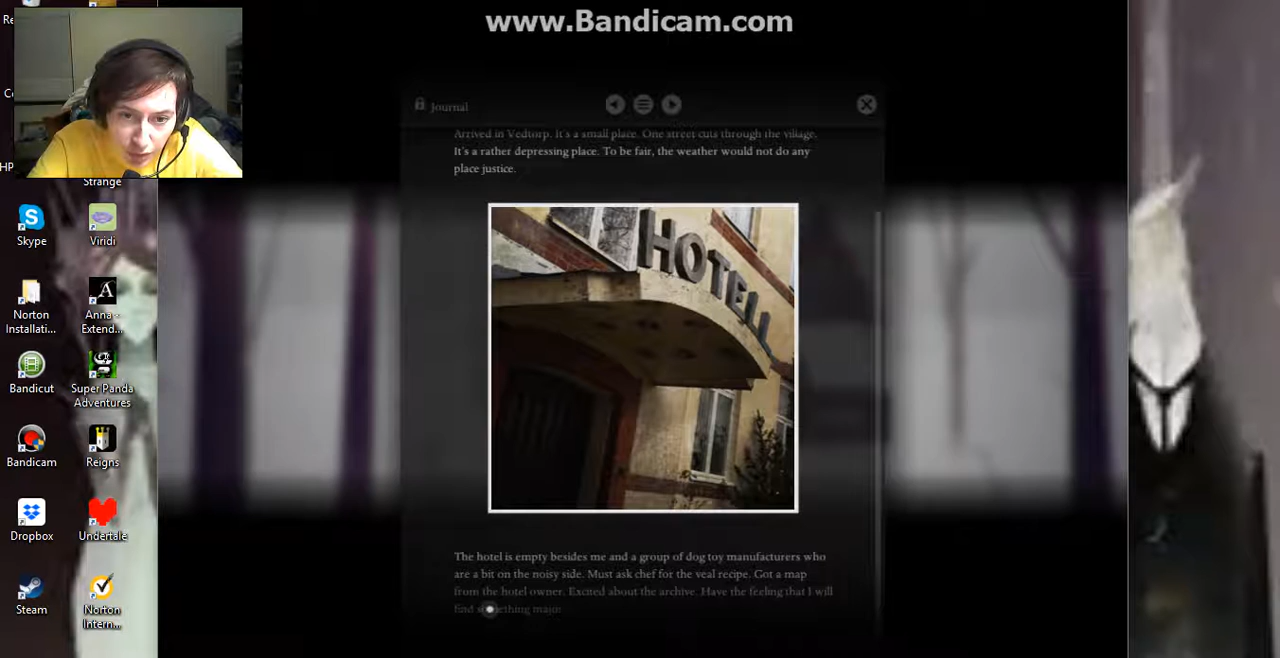 www.Bandicam.com
Journal
Arrived in Vedtorp. It's a small place. One street cuts through the village.
It's a rather depressing place. To be fair, the weather would not do any
place justice.
HOTELL
The hotel is empty besides me and a group of dog toy manufacturers who
are a bit on the noisy side. Must ask chef for the veal recipe. Got a map
from the hotel owner. Excited about the archive. Have the feeling that I will
find something major
Re
Strange
Skype
Viridi
Norton
Installati...
Anna -
Extend...
Bandicut
Super Panda
Adventures
Bandicam
Reigns
Dropbox
Undertale
Steam
Norton
Intern...